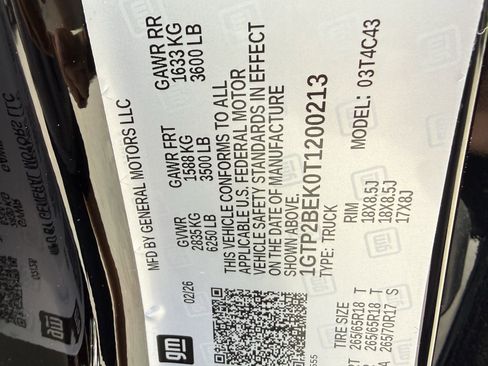 MFD BY GENERAL MOTORS LLC
02/26
GVWR
2835 KG
6250 LB
GAWR FRT
1588 KG
3500 LB
GAWR RR
1633 KG
3600 LB
THIS VEHICLE CONFORMS TO ALL
APPLICABLE U.S. FEDERAL MOTOR
VEHICLE SAFETY STANDARDS IN EFFECT
ON THE DATE OF MANUFACTURE
SHOWN ABOVE.
1GTP2BEK0T1200213
TYPE: TRUCK
MODEL: 03T4C43
TIRE SIZE
RIM
265/65R18 T
18X8.5J
265/65R18 T
18X8.5J
265/70R17 S
17X8J
gm